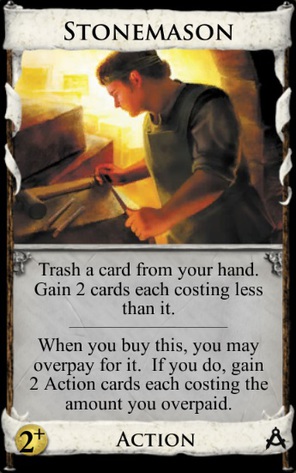 STONEMASON
Trash a card from your hand.
Gain 2 cards each costing less
than it.
When you buy this, you may
overpay for it. If you do, gain
2 Action cards each costing the
amount you overpaid.
2+
ACTION